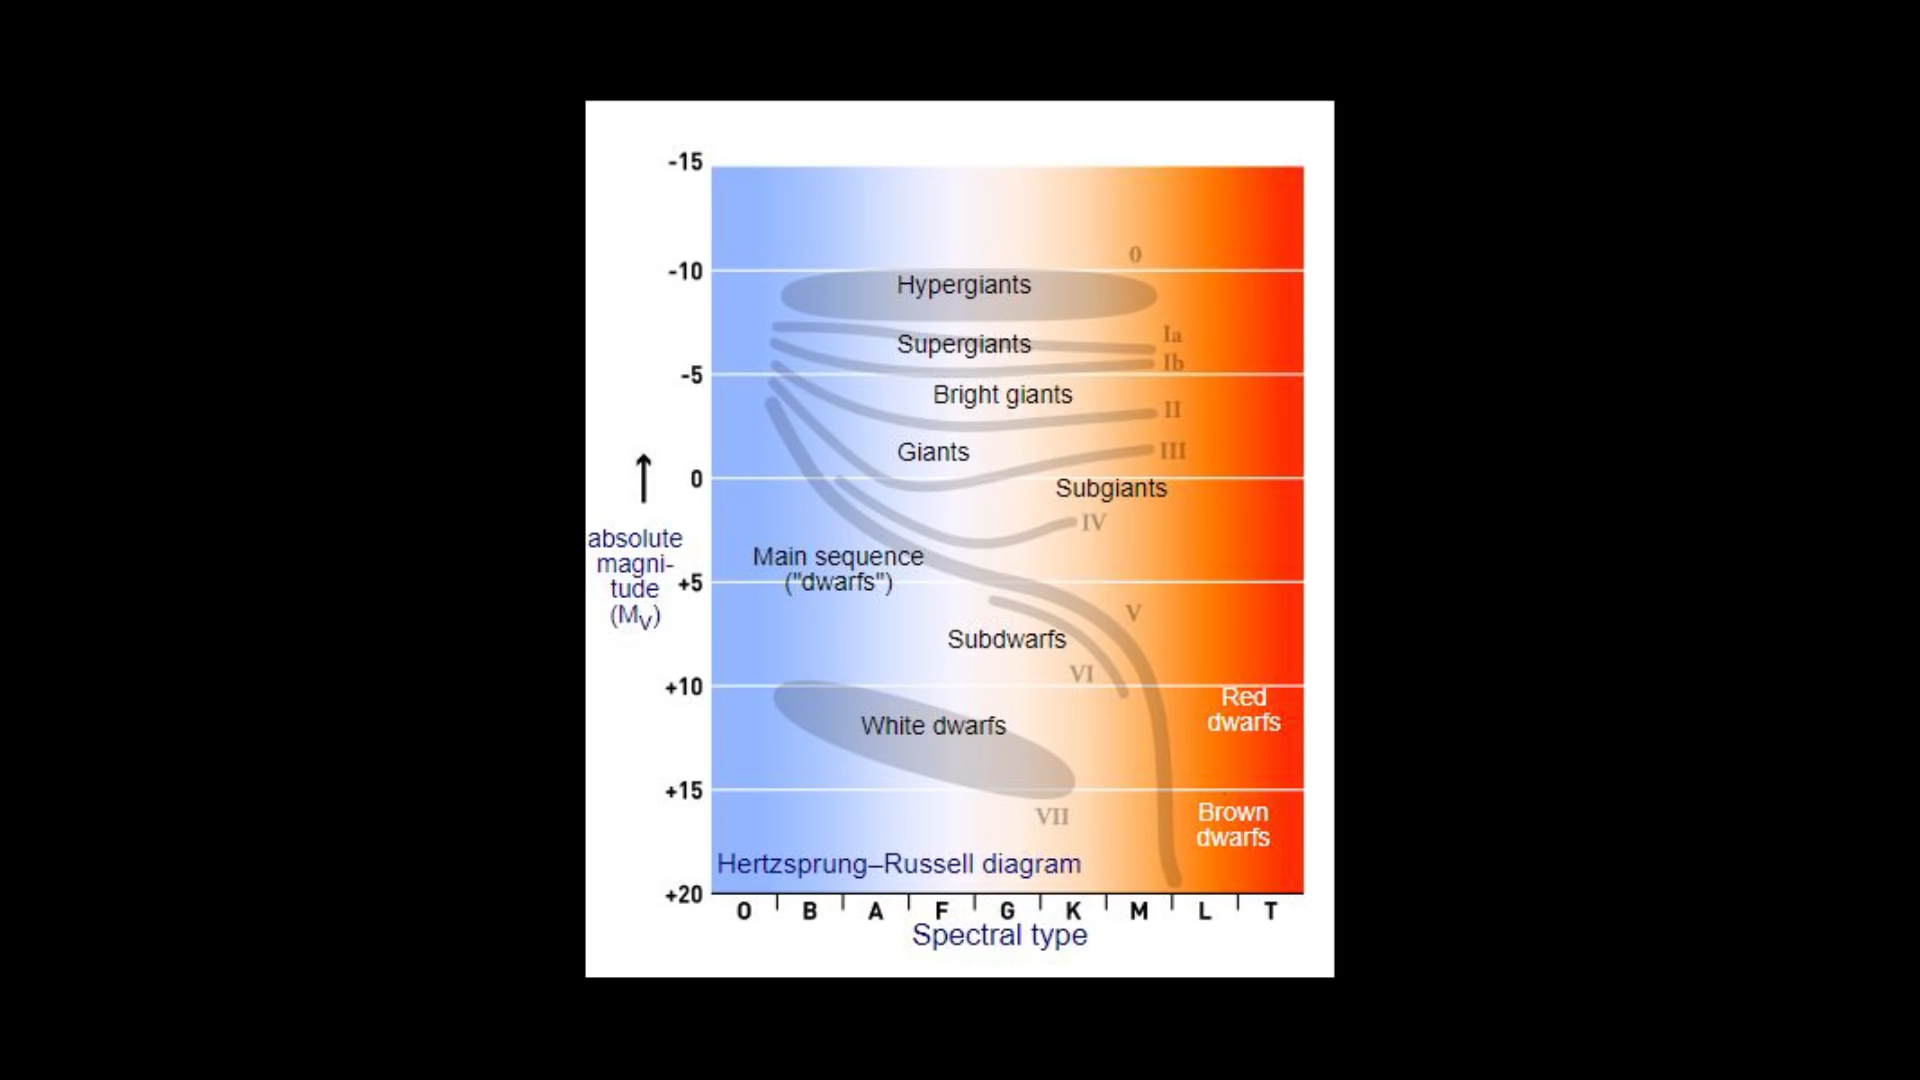 -15
0
-10
Hypergiants
Ia
Supergiants
Ib
-5
Bright giants
II
Giants
III
0
Subgiants
IV
absolute
magni-
tude
(MV)
Main sequence
("dwarfs")
+5
V
Subdwarfs
VI
+10
Red
dwarfs
White dwarfs
+15
Brown
dwarfs
VII
Hertzsprung–Russell diagram
+20
O B A F G K M L T
Spectral type